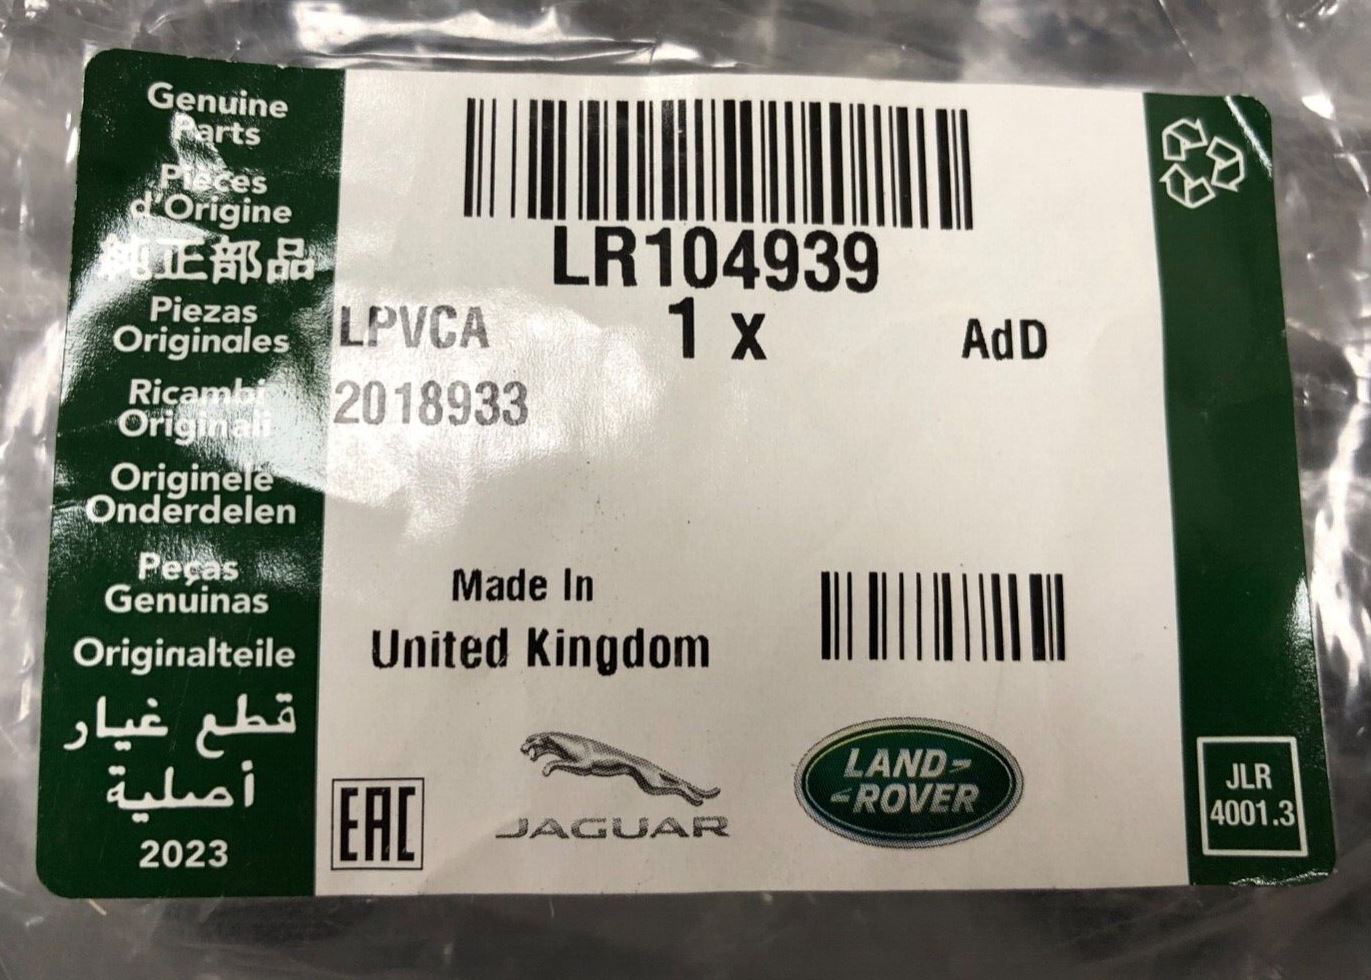 Genuine
Parts
Pièces
d'Origine
純正部品
Piezas
Originales
Ricambi
Originali
Originele
Onderdelen
Peças
Genuinas
Originalteile
قطع غيار
أصلية
2023
LR104939
LPVCA 1 x AdD
2018933
Made In
United Kingdom
EAC
JAGUAR
LAND-
-ROVER
JLR
4001.3